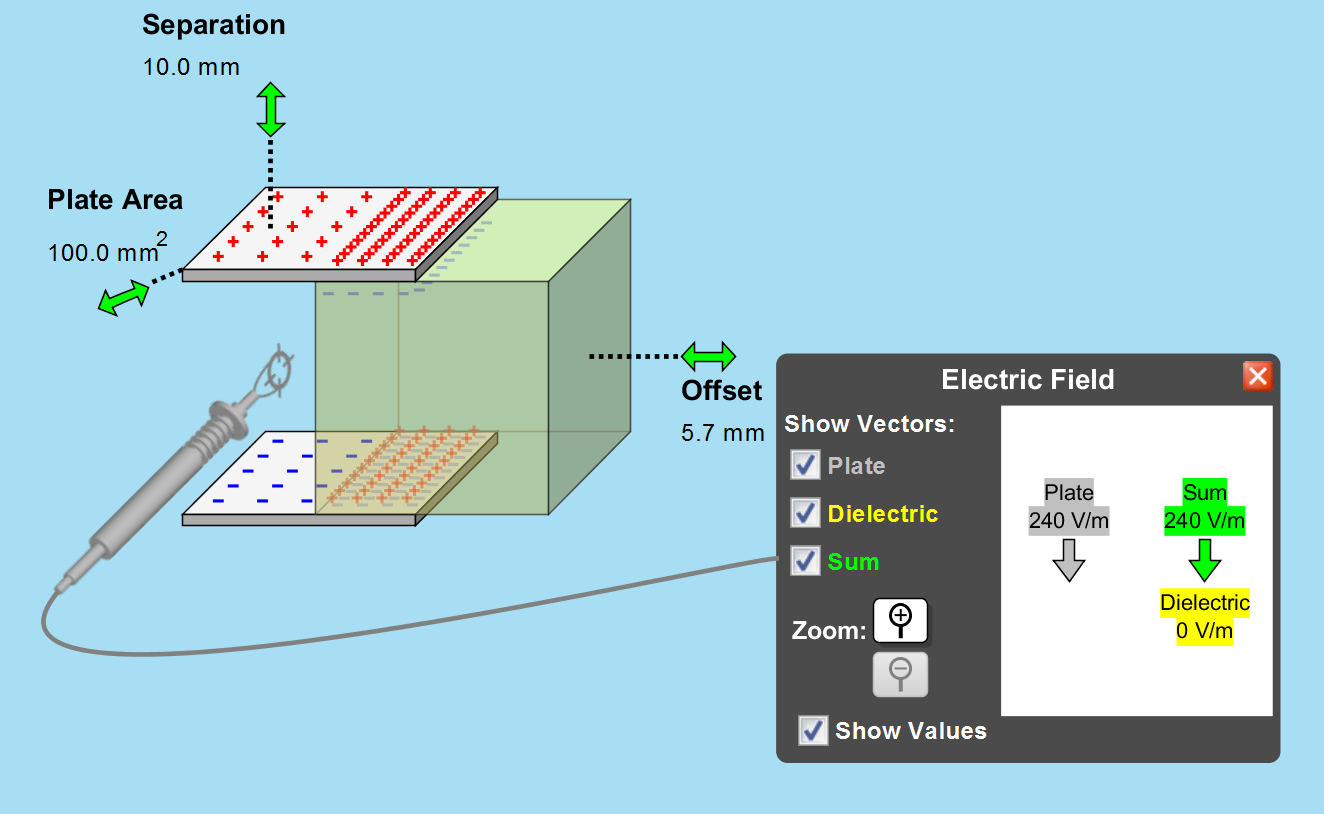 Separation
10.0 mm
Plate Area
100.0 mm²
Offset
5.7 mm
Electric Field
Show Vectors:
Plate
Dielectric
Sum
Zoom:
Show Values
Plate
240 V/m
Sum
240 V/m
Dielectric
0 V/m